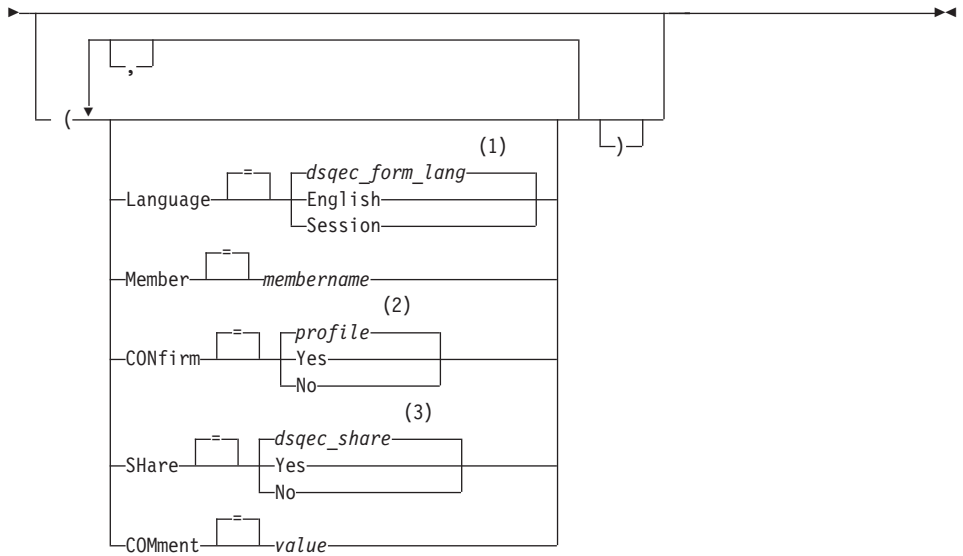 ,
(
)
(1)
= dsqec_form_lang
Language English
Session
=
Member membername
(2)
= profile
CONfirm Yes
No
(3)
= dsqec_share
SHare Yes
No
=
COMment value